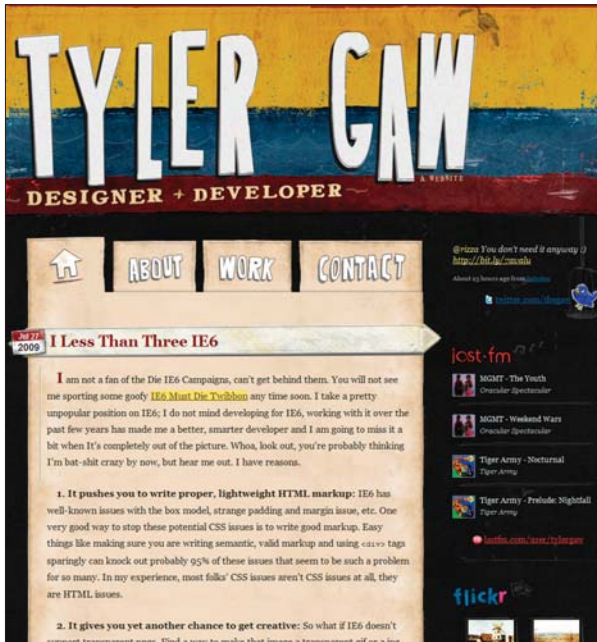 TYLER GAW
A WEBSITE
DESIGNER + DEVELOPER
ABOUT
WORK
CONTACT
Jul 27
2009
I Less Than Three IE6
I am not a fan of the Die IE6 Campaigns, can't get behind them. You will not see
me sporting some goofy IE6 Must Die Twibbon any time soon. I take a pretty
unpopular position on IE6; I do not mind developing for IE6, working with it over the
past few years has made me a better, smarter developer and I am going to miss it a
bit when It's completely out of the picture. Whoa, look out, you're probably thinking
I'm bat-shit crazy by now, but hear me out. I have reasons.
1. It pushes you to write proper, lightweight HTML markup: IE6 has
well-known issues with the box model, strange padding and margin issue, etc. One
very good way to stop these potential CSS issues is to write good markup. Easy
things like making sure you are writing semantic, valid markup and using <div> tags
sparingly can knock out probably 95% of these issues that seem to be such a problem
for so many. In my experience, most folks' CSS issues aren't CSS issues at all, they
are HTML issues.
2. It gives you yet another chance to get creative: So what if IE6 doesn't
@rizza You don't need it anyway :)
About 23 hours ago from
last·fm
MGMT - The Youth
Oracular Spectacular
MGMT - Weekend Wars
Oracular Spectacular
Tiger Army - Nocturnal
Tiger Army
Tiger Army - Prelude: Nightfall
Tiger Army
lastfm.com/user/tylergaw
flickr